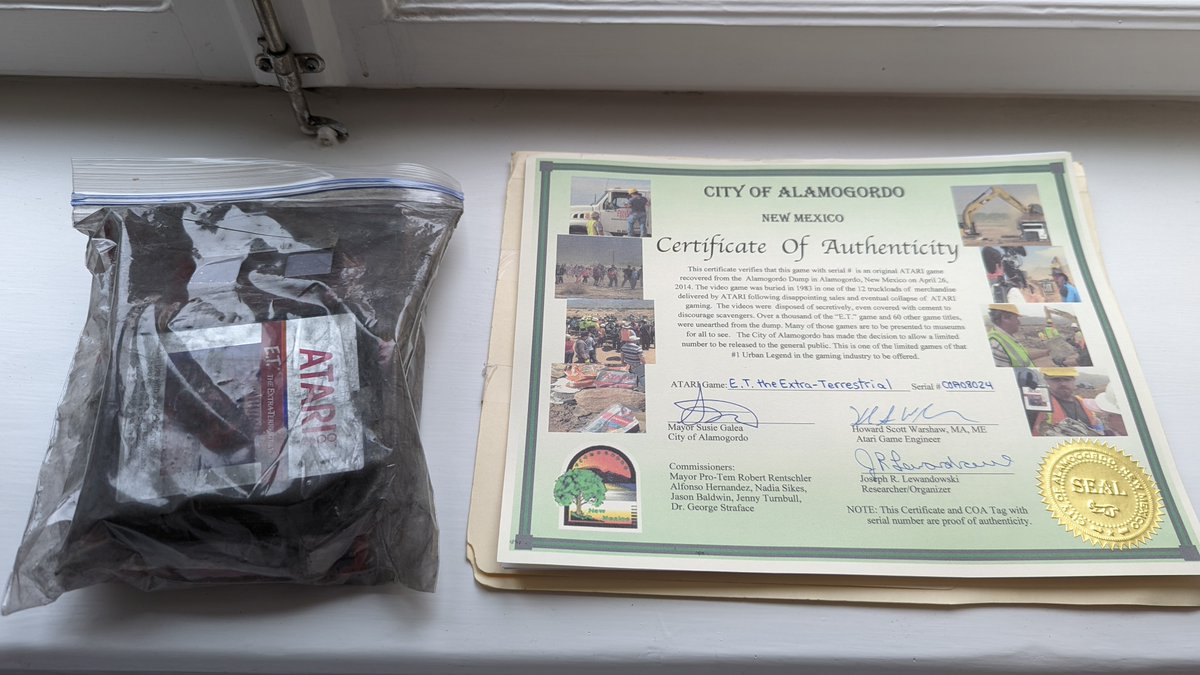 E.T.
THE EXTRA-TERRESTRIAL
ATARI
CITY OF ALAMOGORDO
NEW MEXICO
Certificate Of Authenticity
This certificate verifies that this game with serial # is an original ATARI game
recovered from the Alamogordo Dump in Alamogordo, New Mexico on April 26,
2014. The video game was buried in 1983 in one of the 12 truckloads of merchandise
delivered by ATARI following disappointing sales and eventual collapse of ATARI
gaming. The videos were disposed of secretively, even covered with cement to
discourage scavengers. Over a thousand of the "E.T." game and 60 other game titles,
were unearthed from the dump. Many of those games are to be presented to museums
for all to see. The City of Alamogordo has made the decision to allow a limited
number to be released to the general public. This is one of the limited games of that
#1 Urban Legend in the gaming industry to be offered.
ATARI Game: E.T. the Extra-Terrestrial Serial#
Mayor Susie Galea
City of Alamogordo
Howard Scott Warshaw, MA, ME
Atari Game Engineer
Joseph R. Lewandowski
Researcher/Organizer
Commissioners:
Mayor Pro-Tem Robert Rentschler
Alfonso Hernandez, Nadia Sikes,
Jason Baldwin, Jenny Turnbull,
Dr. George Straface
NOTE: This Certificate and COA Tag with
serial number are proof of authenticity.
New Mexico
SEAL